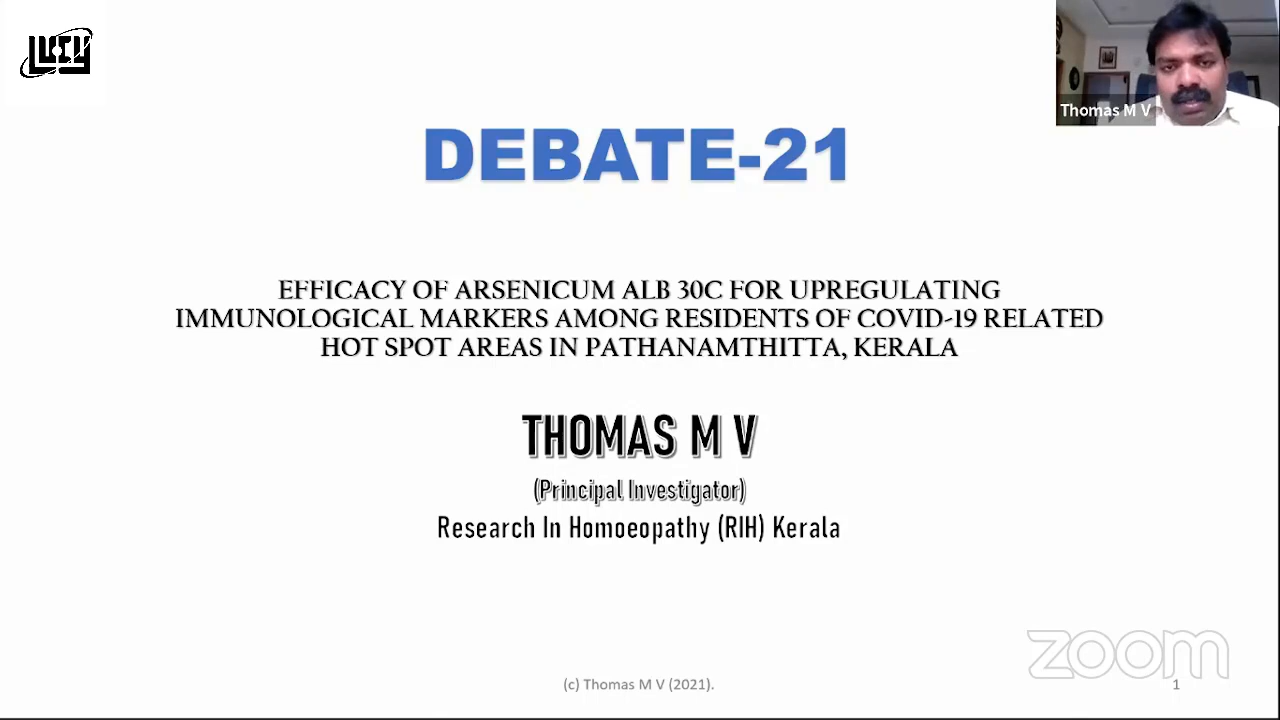 LUCY
Thomas M V
DEBATE-21
EFFICACY OF ARSENICUM ALB 30C FOR UPREGULATING
IMMUNOLOGICAL MARKERS AMONG RESIDENTS OF COVID-19 RELATED
HOT SPOT AREAS IN PATHANAMTHITTA, KERALA
THOMAS M V
(Principal Investigator)
Research In Homoeopathy (RIH) Kerala
zoom
(c) Thomas M V (2021).
1